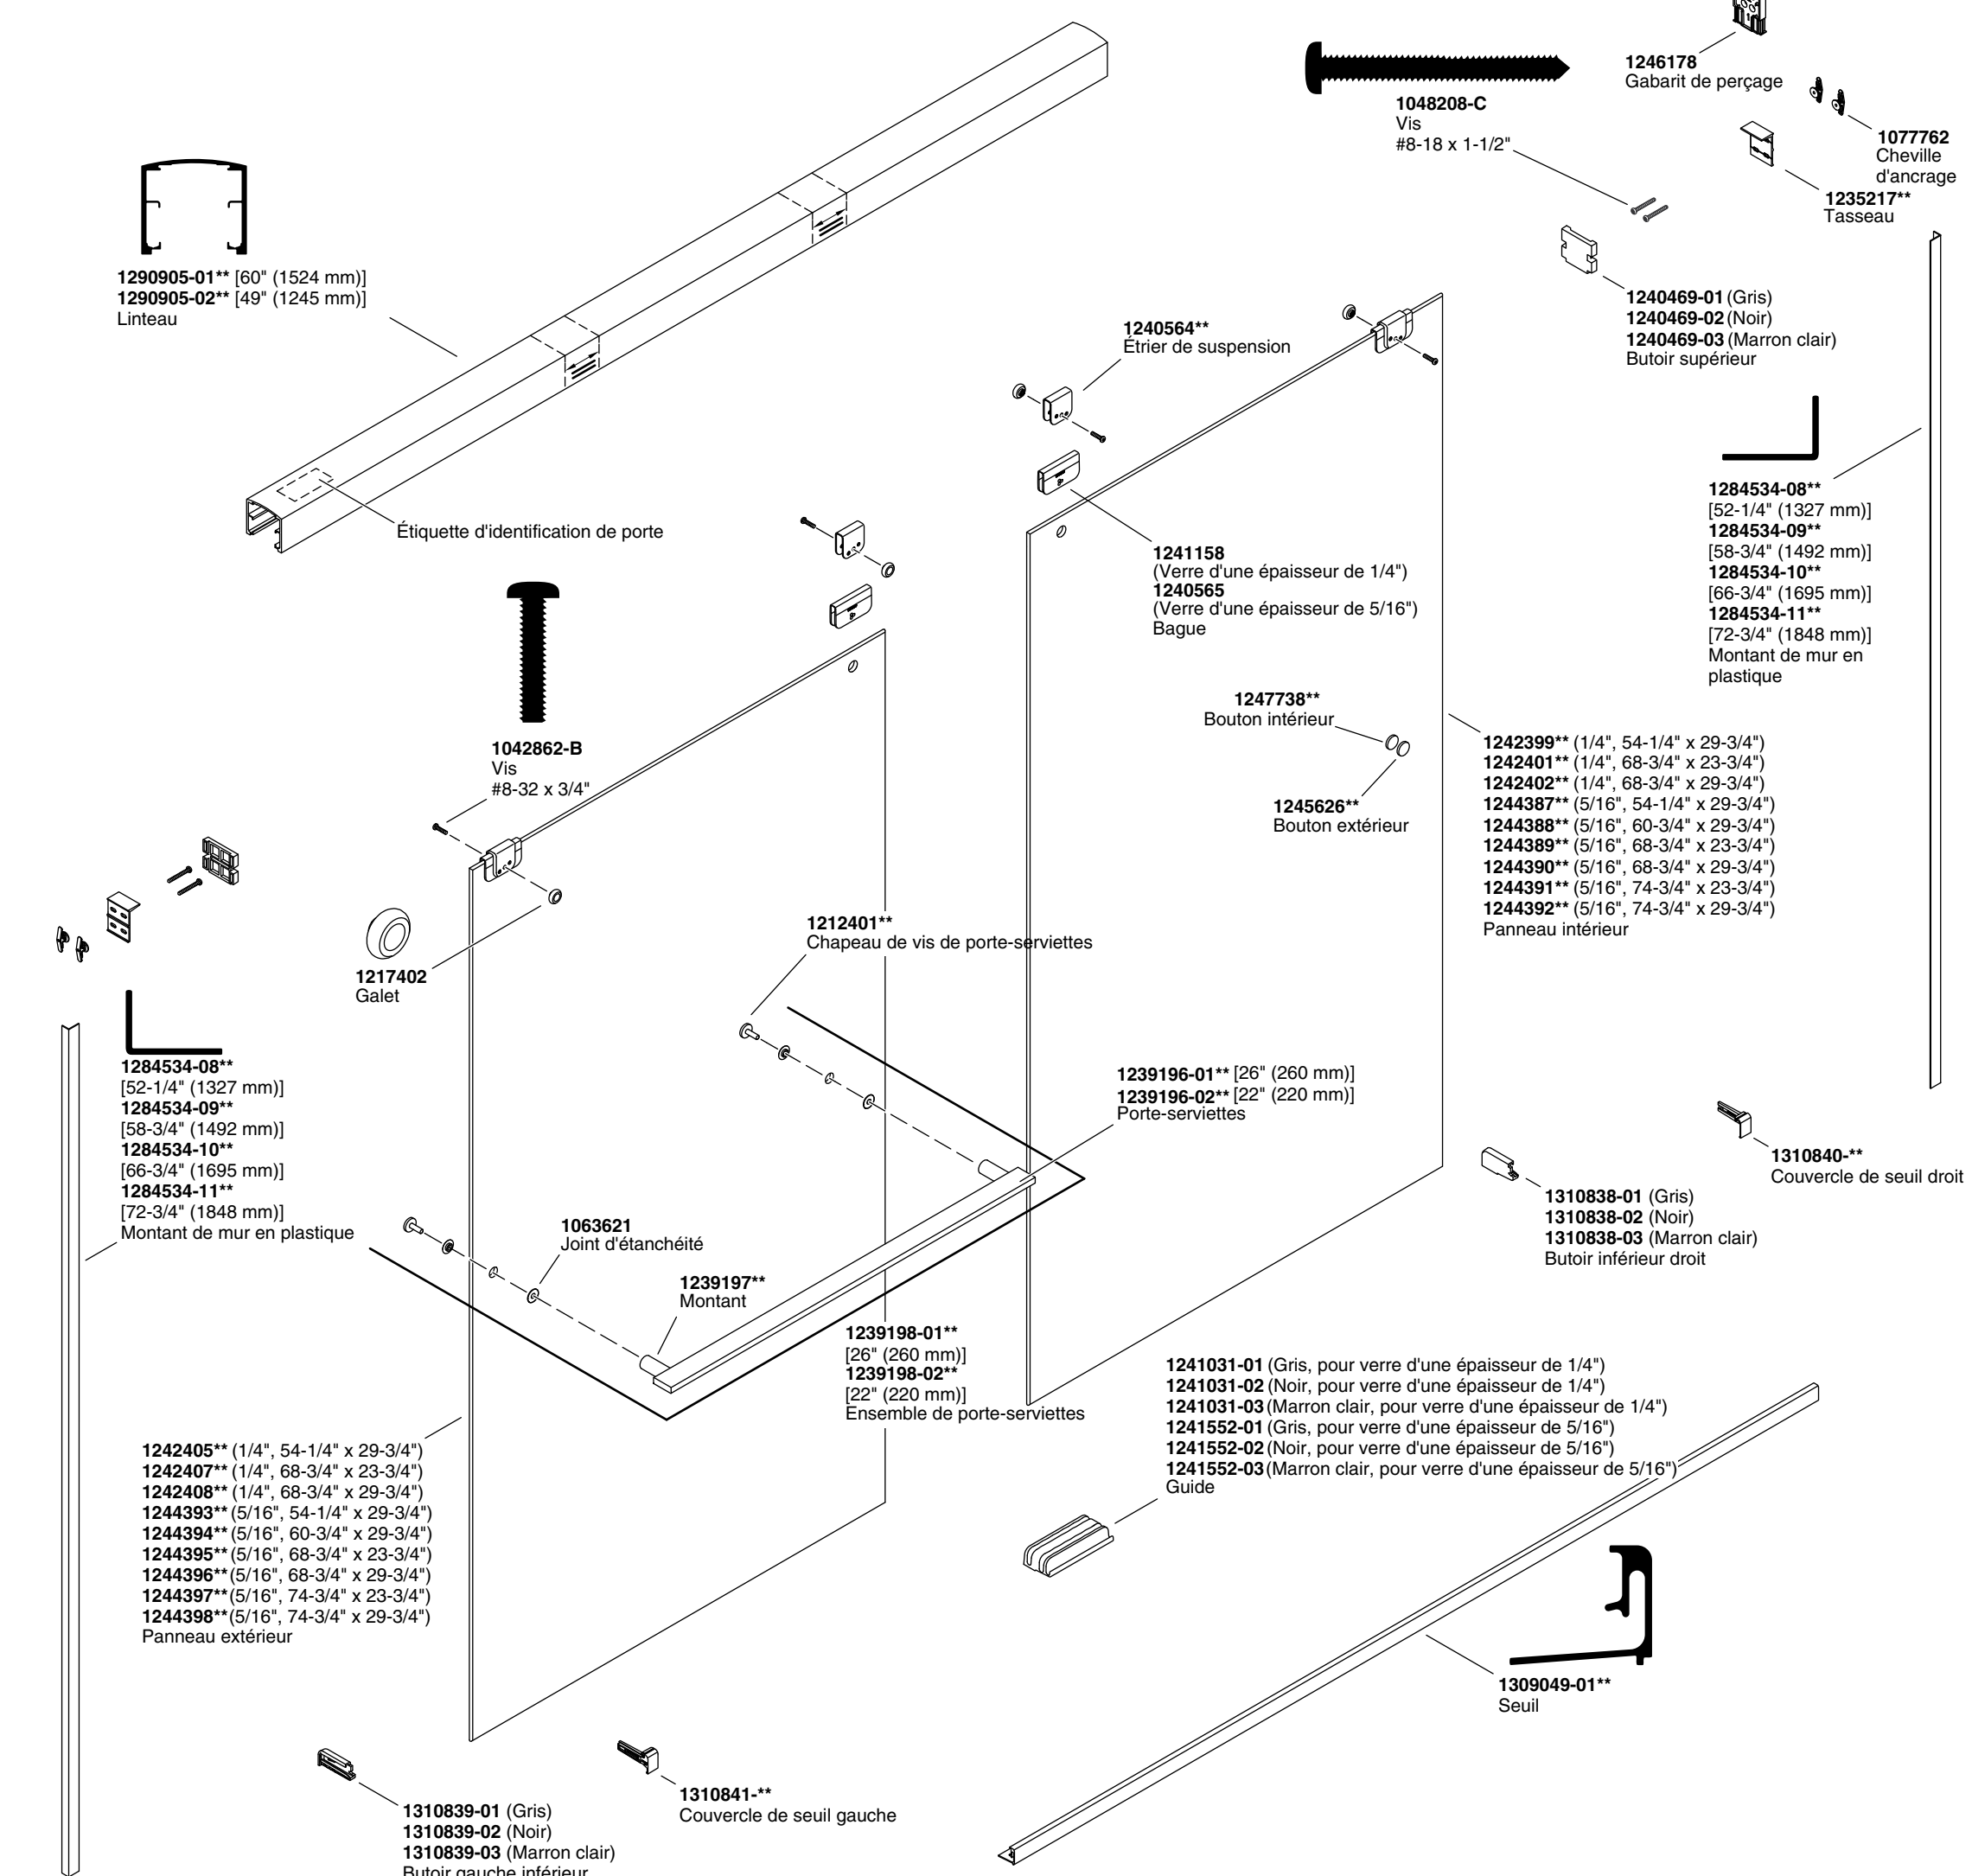 1246178
Gabarit de perçage
1048208-C
Vis
#8-18 x 1-1/2"
1077762
Cheville
d'ancrage
1235217**
Tasseau
1290905-01** [60" (1524 mm)]
1290905-02** [49" (1245 mm)]
Linteau
1240469-01 (Gris)
1240469-02 (Noir)
1240469-03 (Marron clair)
Butoir supérieur
1240564**
Étrier de suspension
Étiquette d'identification de porte
1284534-08**
[52-1/4" (1327 mm)]
1284534-09**
[58-3/4" (1492 mm)]
1284534-10**
[66-3/4" (1695 mm)]
1284534-11**
[72-3/4" (1848 mm)]
Montant de mur en
plastique
1241158
(Verre d'une épaisseur de 1/4")
1240565
(Verre d'une épaisseur de 5/16")
Bague
1247738**
Bouton intérieur
1042862-B
Vis
#8-32 x 3/4"
1245626**
Bouton extérieur
1242399** (1/4", 54-1/4" x 29-3/4")
1242401** (1/4", 68-3/4" x 23-3/4")
1242402** (1/4", 68-3/4" x 29-3/4")
1244387** (5/16", 54-1/4" x 29-3/4")
1244388** (5/16", 60-3/4" x 29-3/4")
1244389** (5/16", 68-3/4" x 23-3/4")
1244390** (5/16", 68-3/4" x 29-3/4")
1244391** (5/16", 74-3/4" x 23-3/4")
1244392** (5/16", 74-3/4" x 29-3/4")
Panneau intérieur
1212401**
Chapeau de vis de porte-serviettes
1217402
Galet
1284534-08**
[52-1/4" (1327 mm)]
1284534-09**
[58-3/4" (1492 mm)]
1284534-10**
[66-3/4" (1695 mm)]
1284534-11**
[72-3/4" (1848 mm)]
Montant de mur en plastique
1239196-01** [26" (260 mm)]
1239196-02** [22" (220 mm)]
Porte-serviettes
1310840-**
Couvercle de seuil droit
1310838-01 (Gris)
1310838-02 (Noir)
1310838-03 (Marron clair)
Butoir inférieur droit
1063621
Joint d'étanchéité
1239197**
Montant
1239198-01**
[26" (260 mm)]
1239198-02**
[22" (220 mm)]
Ensemble de porte-serviettes
1241031-01 (Gris, pour verre d'une épaisseur de 1/4")
1241031-02 (Noir, pour verre d'une épaisseur de 1/4")
1241031-03 (Marron clair, pour verre d'une épaisseur de 1/4")
1241552-01 (Gris, pour verre d'une épaisseur de 5/16")
1241552-02 (Noir, pour verre d'une épaisseur de 5/16")
1241552-03 (Marron clair, pour verre d'une épaisseur de 5/16")
Guide
1242405** (1/4", 54-1/4" x 29-3/4")
1242407** (1/4", 68-3/4" x 23-3/4")
1242408** (1/4", 68-3/4" x 29-3/4")
1244393** (5/16", 54-1/4" x 29-3/4")
1244394** (5/16", 60-3/4" x 29-3/4")
1244395** (5/16", 68-3/4" x 23-3/4")
1244396** (5/16", 68-3/4" x 29-3/4")
1244397** (5/16", 74-3/4" x 23-3/4")
1244398** (5/16", 74-3/4" x 29-3/4")
Panneau extérieur
1309049-01**
Seuil
1310841-**
Couvercle de seuil gauche
1310839-01 (Gris)
1310839-02 (Noir)
1310839-03 (Marron clair)
Butoir gauche inférieur